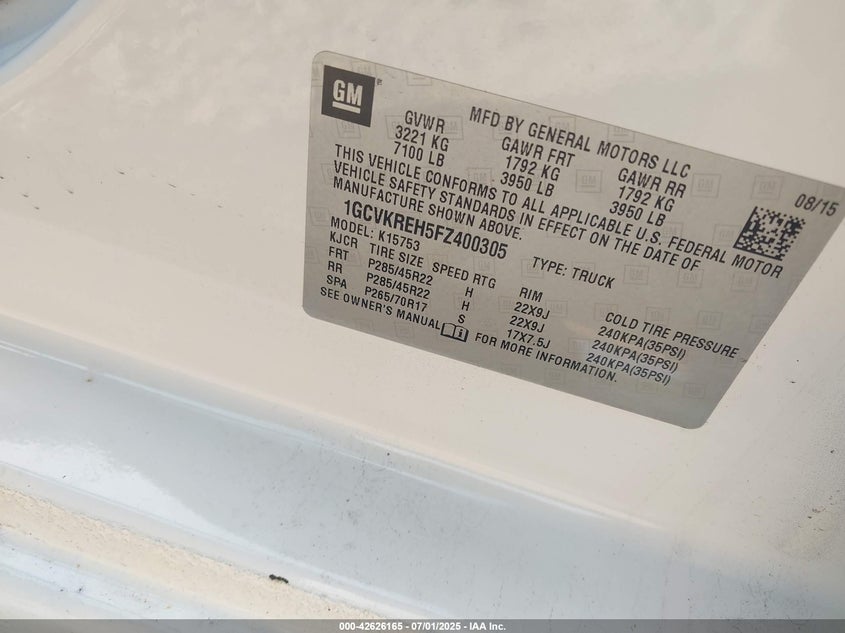 GM
MFD BY GENERAL MOTORS LLC
08/15
GVWR GAWR FRT GAWR RR
3221 KG 1792 KG 1792 KG
7100 LB 3950 LB 3950 LB
THIS VEHICLE CONFORMS TO ALL APPLICABLE U.S. FEDERAL MOTOR
VEHICLE SAFETY STANDARDS IN EFFECT ON THE DATE OF
MANUFACTURE SHOWN ABOVE.
1GCVKREH5FZ400305 TYPE: TRUCK
MODEL: K15753
KJCR TIRE SIZE SPEED RTG RIM COLD TIRE PRESSURE
FRT P285/45R22 H 22X9J 240KPA(35PSI)
RR P285/45R22 H 22X9J 240KPA(35PSI)
SPA P265/70R17 S 17X7.5J 240KPA(35PSI)
SEE OWNER'S MANUAL FOR MORE INFORMATION.
000-42626165 - 07/01/2025 - IAA Inc.